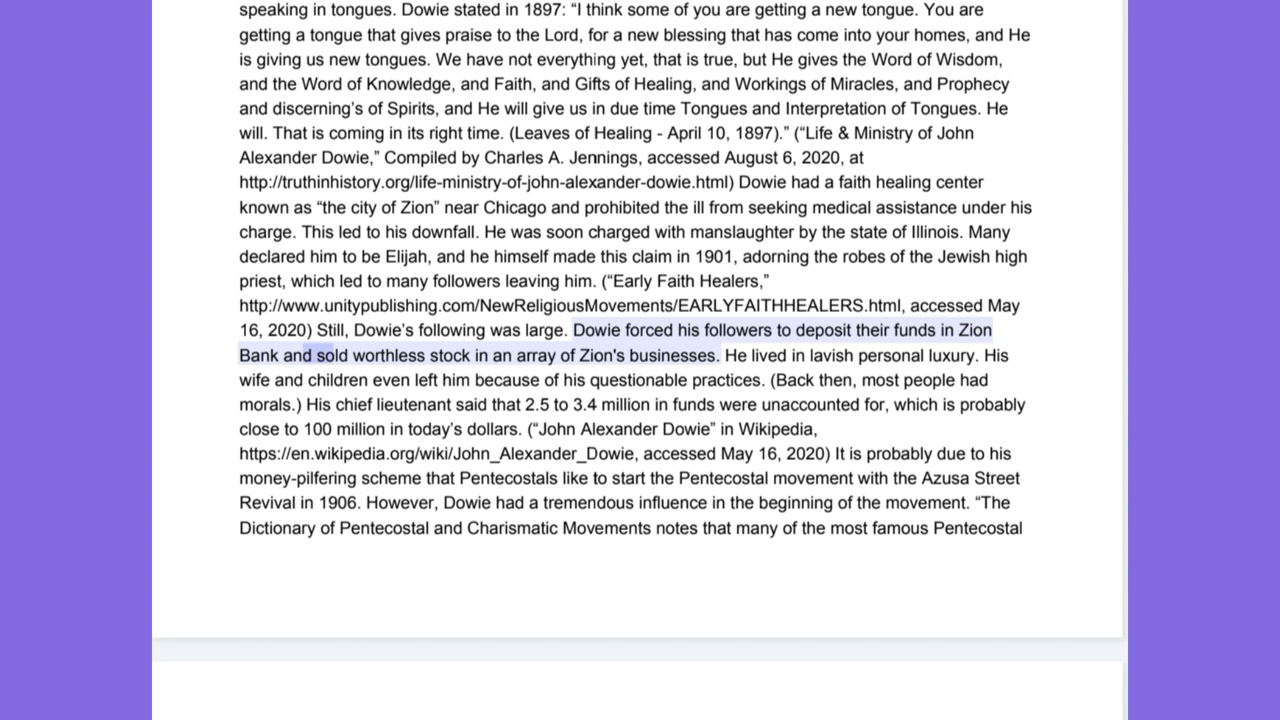 speaking in tongues. Dowie stated in 1897: “I think some of you are getting a new tongue. You are
getting a tongue that gives praise to the Lord, for a new blessing that has come into your homes, and He
is giving us new tongues. We have not everything yet, that is true, but He gives the Word of Wisdom,
and the Word of Knowledge, and Faith, and Gifts of Healing, and Workings of Miracles, and Prophecy
and discerning’s of Spirits, and He will give us in due time Tongues and Interpretation of Tongues. He
will. That is coming in its right time. (Leaves of Healing - April 10, 1897).” (“Life & Ministry of John
Alexander Dowie,” Compiled by Charles A. Jennings, accessed August 6, 2020, at
http://truthinhistory.org/life-ministry-of-john-alexander-dowie.html) Dowie had a faith healing center
known as “the city of Zion” near Chicago and prohibited the ill from seeking medical assistance under his
charge. This led to his downfall. He was soon charged with manslaughter by the state of Illinois. Many
declared him to be Elijah, and he himself made this claim in 1901, adorning the robes of the Jewish high
priest, which led to many followers leaving him. (“Early Faith Healers,”
http://www.unitypublishing.com/NewReligiousMovements/EARLYFAITHHEALERS.html, accessed May
16, 2020) Still, Dowie’s following was large. Dowie forced his followers to deposit their funds in Zion
Bank and sold worthless stock in an array of Zion's businesses. He lived in lavish personal luxury. His
wife and children even left him because of his questionable practices. (Back then, most people had
morals.) His chief lieutenant said that 2.5 to 3.4 million in funds were unaccounted for, which is probably
close to 100 million in today’s dollars. (“John Alexander Dowie” in Wikipedia,
https://en.wikipedia.org/wiki/John_Alexander_Dowie, accessed May 16, 2020) It is probably due to his
money-pilfering scheme that Pentecostals like to start the Pentecostal movement with the Azusa Street
Revival in 1906. However, Dowie had a tremendous influence in the beginning of the movement. “The
Dictionary of Pentecostal and Charismatic Movements notes that many of the most famous Pentecostal